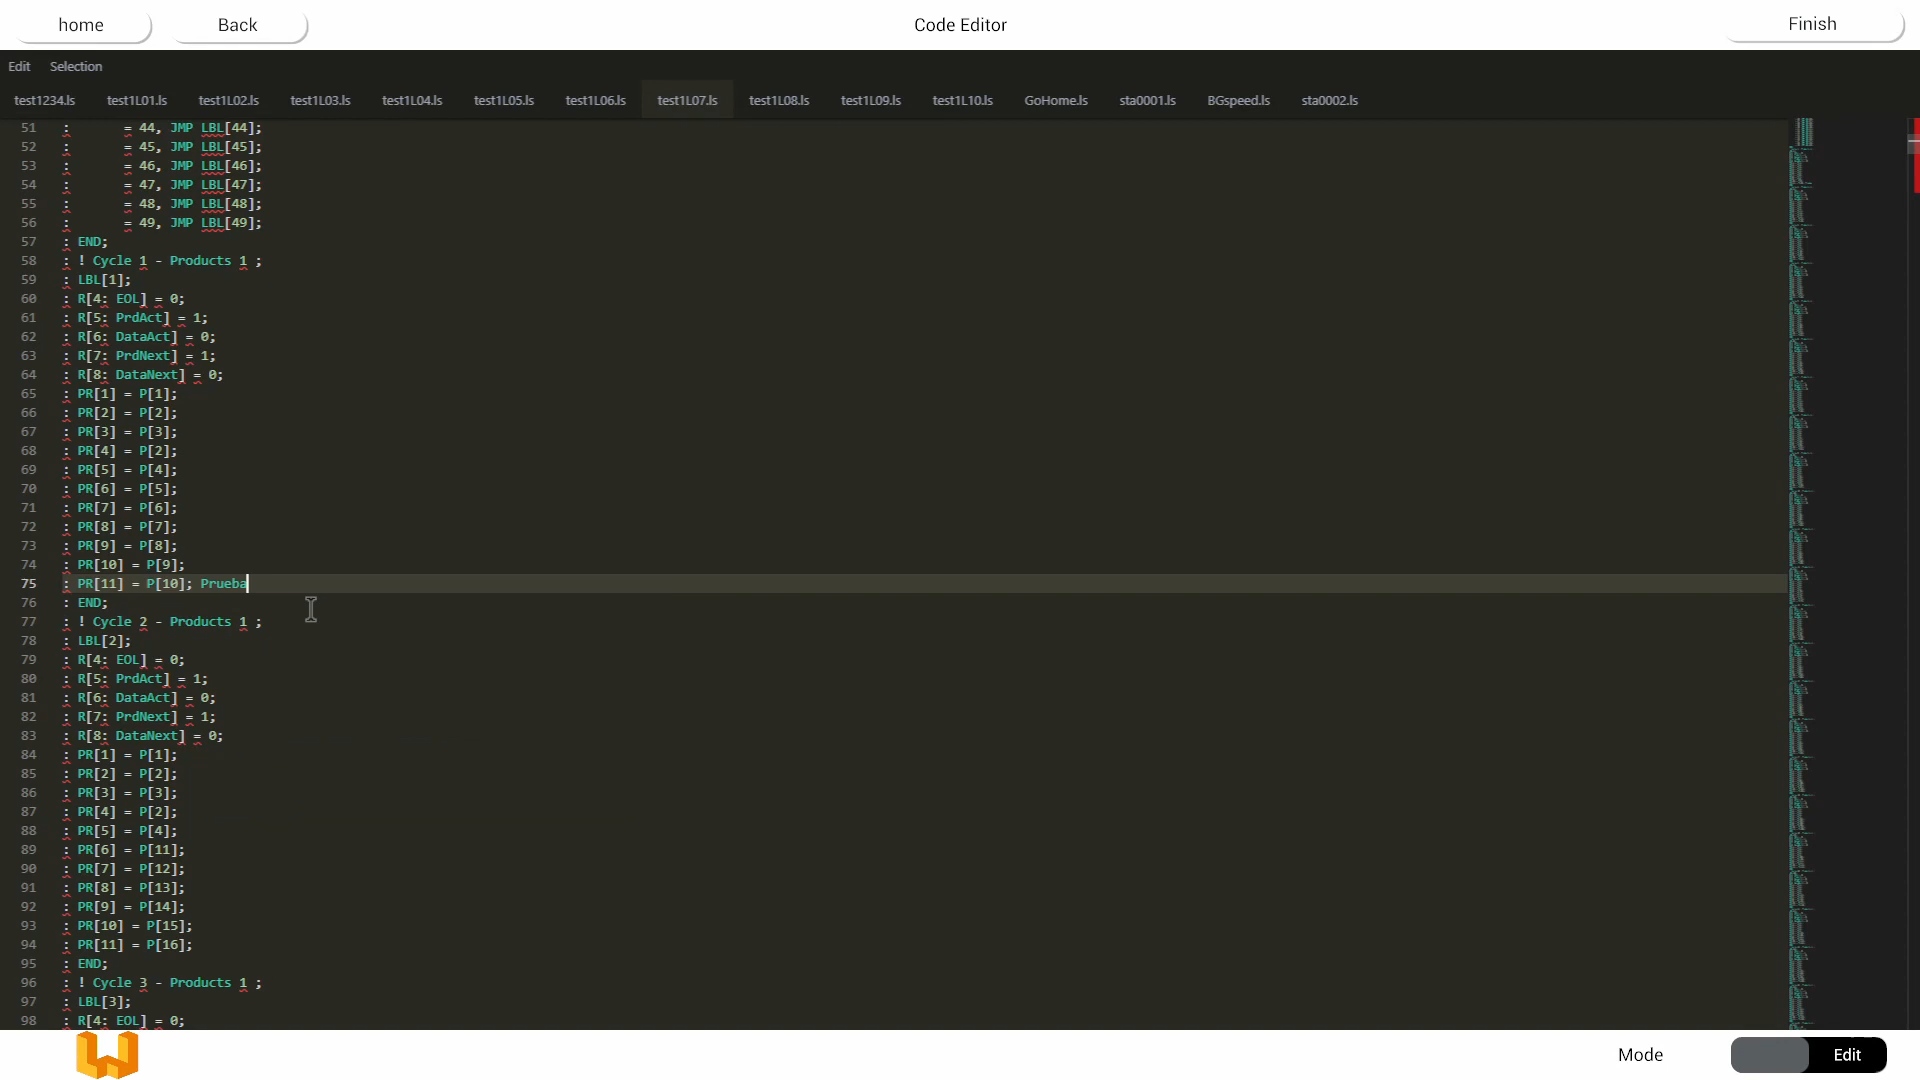 home Back Code Editor Finish
Edit Selection
test1234.ls test1L01.ls test1L02.ls test1L03.ls test1L04.ls test1L05.ls test1L06.ls test1L07.ls test1L08.ls test1L09.ls test1L10.ls GoHome.ls sta0001.ls BGspeed.ls sta0002.ls
51 : = 44, JMP LBL[44];
52 : = 45, JMP LBL[45];
53 : = 46, JMP LBL[46];
54 : = 47, JMP LBL[47];
55 : = 48, JMP LBL[48];
56 : = 49, JMP LBL[49];
57 : END;
58 : ! Cycle 1 - Products 1 ;
59 : LBL[1];
60 : R[4: EOL] = 0;
61 : R[5: PrdAct] = 1;
62 : R[6: DataAct] = 0;
63 : R[7: PrdNext] = 1;
64 : R[8: DataNext] = 0;
65 : PR[1] = P[1];
66 : PR[2] = P[2];
67 : PR[3] = P[3];
68 : PR[4] = P[2];
69 : PR[5] = P[4];
70 : PR[6] = P[5];
71 : PR[7] = P[6];
72 : PR[8] = P[7];
73 : PR[9] = P[8];
74 : PR[10] = P[9];
75 : PR[11] = P[10]; Prueba
76 : END;
77 : ! Cycle 2 - Products 1 ;
78 : LBL[2];
79 : R[4: EOL] = 0;
80 : R[5: PrdAct] = 1;
81 : R[6: DataAct] = 0;
82 : R[7: PrdNext] = 1;
83 : R[8: DataNext] = 0;
84 : PR[1] = P[1];
85 : PR[2] = P[2];
86 : PR[3] = P[3];
87 : PR[4] = P[2];
88 : PR[5] = P[4];
89 : PR[6] = P[11];
90 : PR[7] = P[12];
91 : PR[8] = P[13];
92 : PR[9] = P[14];
93 : PR[10] = P[15];
94 : PR[11] = P[16];
95 : END;
96 : ! Cycle 3 - Products 1 ;
97 : LBL[3];
98 : R[4: EOL] = 0;
Mode Edit